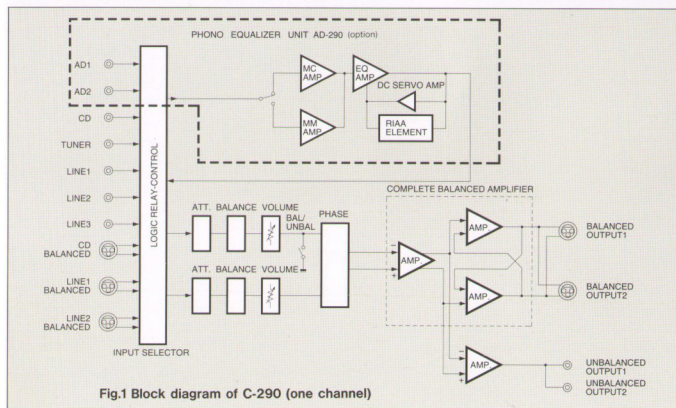 PHONO EQUALIZER UNIT AD-290 (option)
AD1
AD2
CD
TUNER
LINE1
LINE2
LINE3
CD
BALANCED
LINE1
BALANCED
LINE2
BALANCED
LOGIC RELAY-CONTROL
INPUT SELECTOR
MC
AMP.
MM
AMP.
EQ
AMP
DC SERVO AMP
RIAA
ELEMENT
ATT. BALANCE VOLUME
BAL/
UNBAL
PHASE
ATT. BALANCE VOLUME
COMPLETE BALANCED AMPLIFIER
−
+
AMP.
AMP.
AMP.
−
+
AMP.
BALANCED
OUTPUT1
BALANCED
OUTPUT2
UNBALANCED
OUTPUT1
UNBALANCED
OUTPUT2
Fig.1 Block diagram of C-290 (one channel)